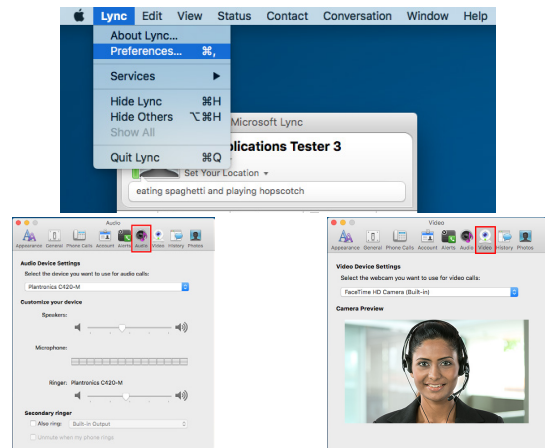 Lync Edit View Status Contact Conversation Window Help
About Lync...
Preferences... ⌘,
Services
Hide Lync ⌘H
Hide Others ⌥⌘H
Show All
Quit Lync ⌘Q
Microsoft Lync
plications Tester 3
Set Your Location
eating spaghetti and playing hopscotch
Audio
Appearance General Phone Calls Account Alerts Audio Video History Photos
Audio Device Settings
Select the device you want to use for audio calls:
Plantronics C420-M
Customize your device
Speakers:
Microphone:
Ringer: Plantronics C420-M
Secondary ringer
Also ring: Built-in Output
Unmute when my phone rings
Video
Appearance General Phone Calls Account Alerts Audio Video History Photos
Video Device Settings
Select the webcam you want to use for video calls:
FaceTime HD Camera (Built-in)
Camera Preview